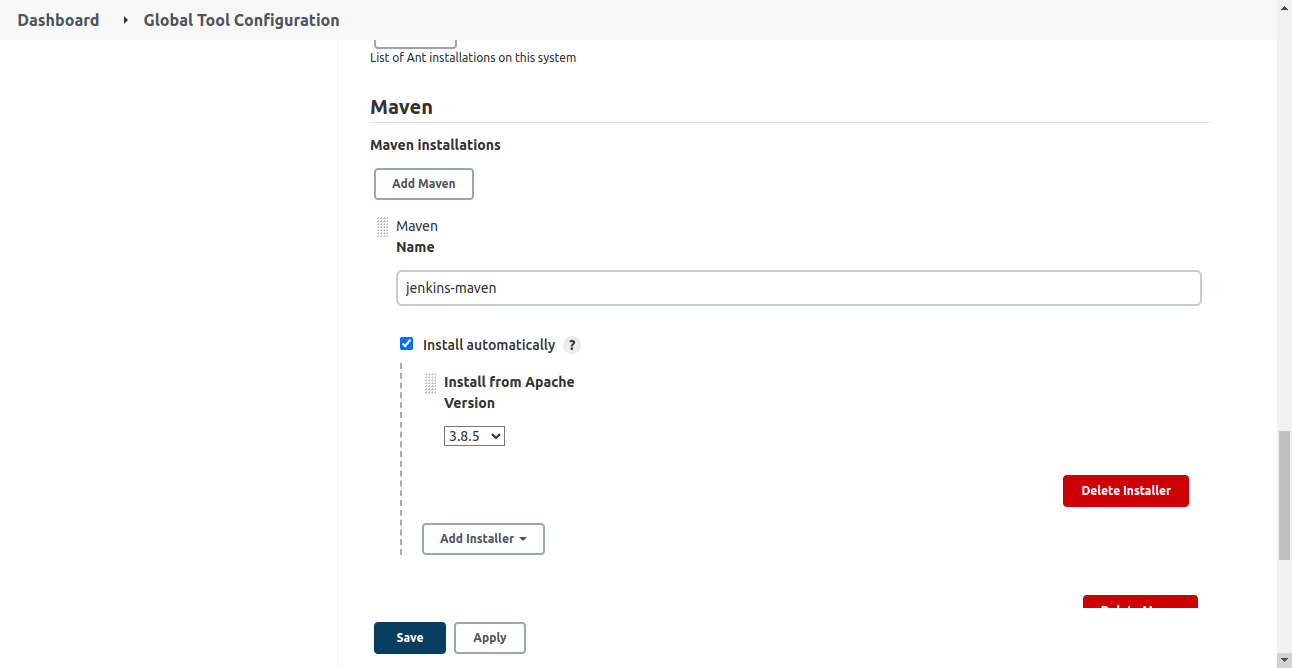 Dashboard Global Tool Configuration
List of Ant installations on this system
Maven
Maven installations
Add Maven
Maven
Name
jenkins-maven
Install automatically ?
Install from Apache
Version
3.8.5
Delete Installer
Add Installer
Save Apply